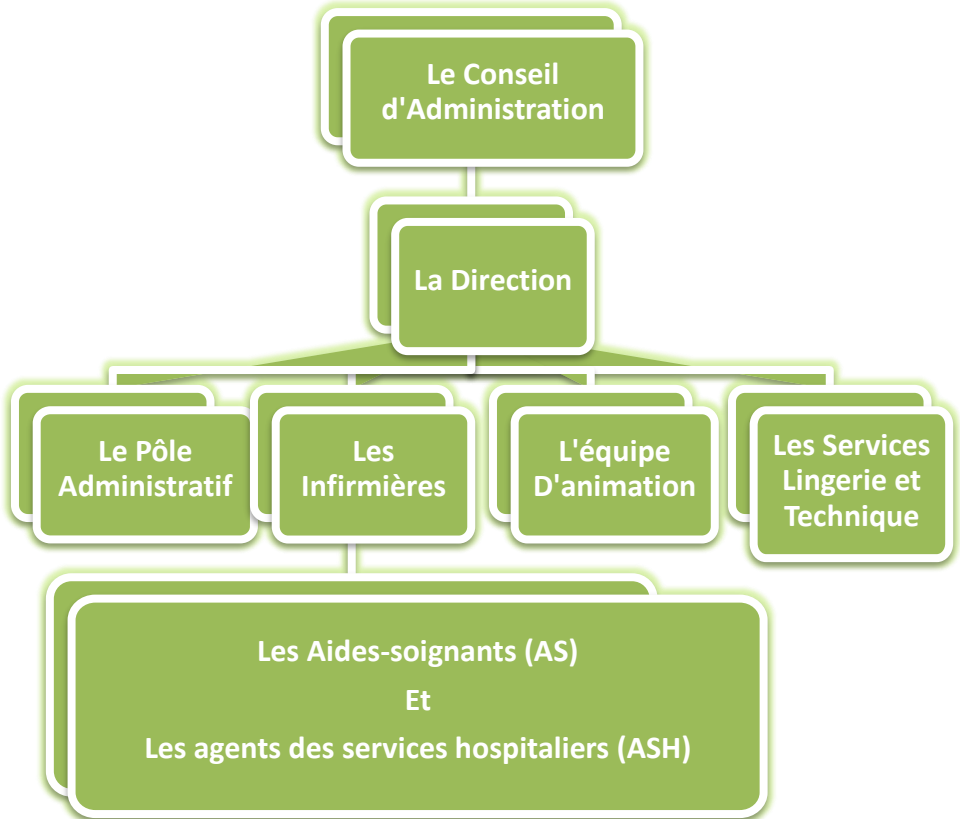 Le Conseil
d'Administration
La Direction
Le Pôle
Administratif
Les
Infirmières
L'équipe
D'animation
Les Services
Lingerie et
Technique
Les Aides-soignants (AS)
Et
Les agents des services hospitaliers (ASH)